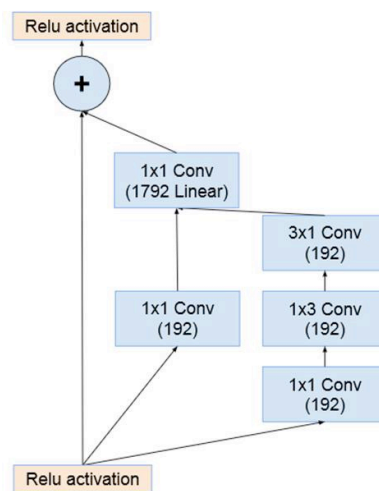 Relu activation
+
1x1 Conv
(1792 Linear)
3x1 Conv
(192)
1x1 Conv
(192)
1x3 Conv
(192)
1x1 Conv
(192)
Relu activation